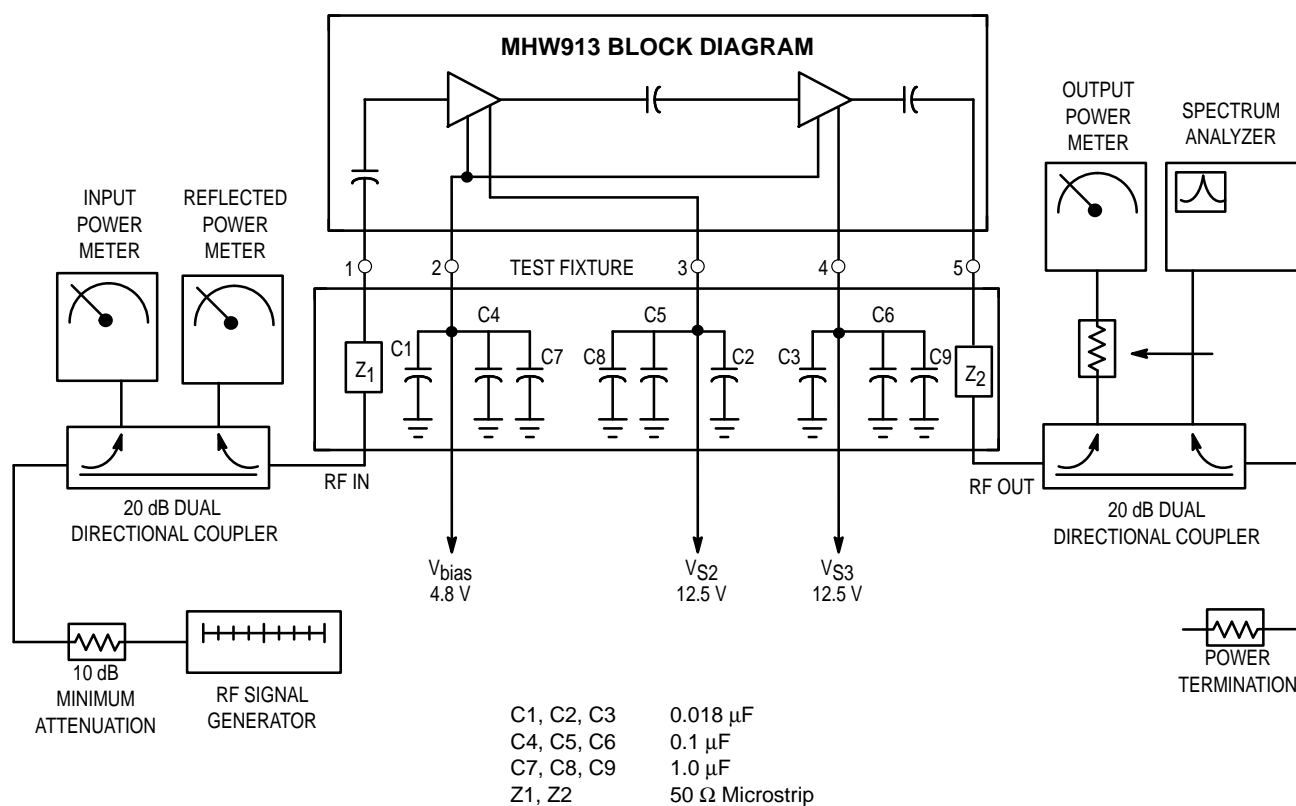 MHW913 BLOCK DIAGRAM
OUTPUT
POWER
METER
SPECTRUM
ANALYZER
INPUT
POWER
METER
REFLECTED
POWER
METER
1
2
TEST FIXTURE
3
4
5
C1
C4
C7
C8
C5
C2
C3
C6
C9
Z1
Z2
RF IN
RF OUT
20 dB DUAL
DIRECTIONAL COUPLER
20 dB DUAL
DIRECTIONAL COUPLER
Vbias
4.8 V
VS2
12.5 V
VS3
12.5 V
10 dB
MINIMUM
ATTENUATION
RF SIGNAL
GENERATOR
POWER
TERMINATION
C1, C2, C3 0.018 µF
C4, C5, C6 0.1 µF
C7, C8, C9 1.0 µF
Z1, Z2 50 Ω Microstrip